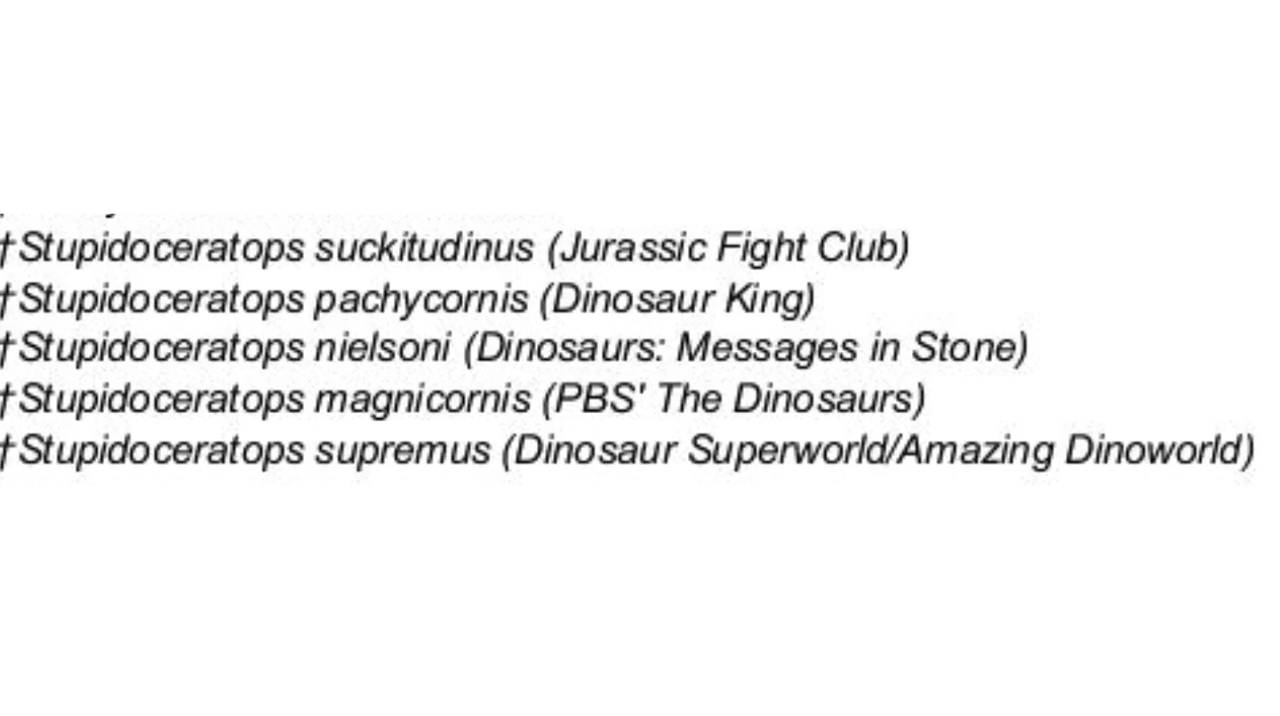 †Stupidoceratops suckitudinus (Jurassic Fight Club)
†Stupidoceratops pachycornis (Dinosaur King)
†Stupidoceratops nielsoni (Dinosaurs: Messages in Stone)
†Stupidoceratops magnicornis (PBS' The Dinosaurs)
†Stupidoceratops supremus (Dinosaur Superworld/Amazing Dinoworld)